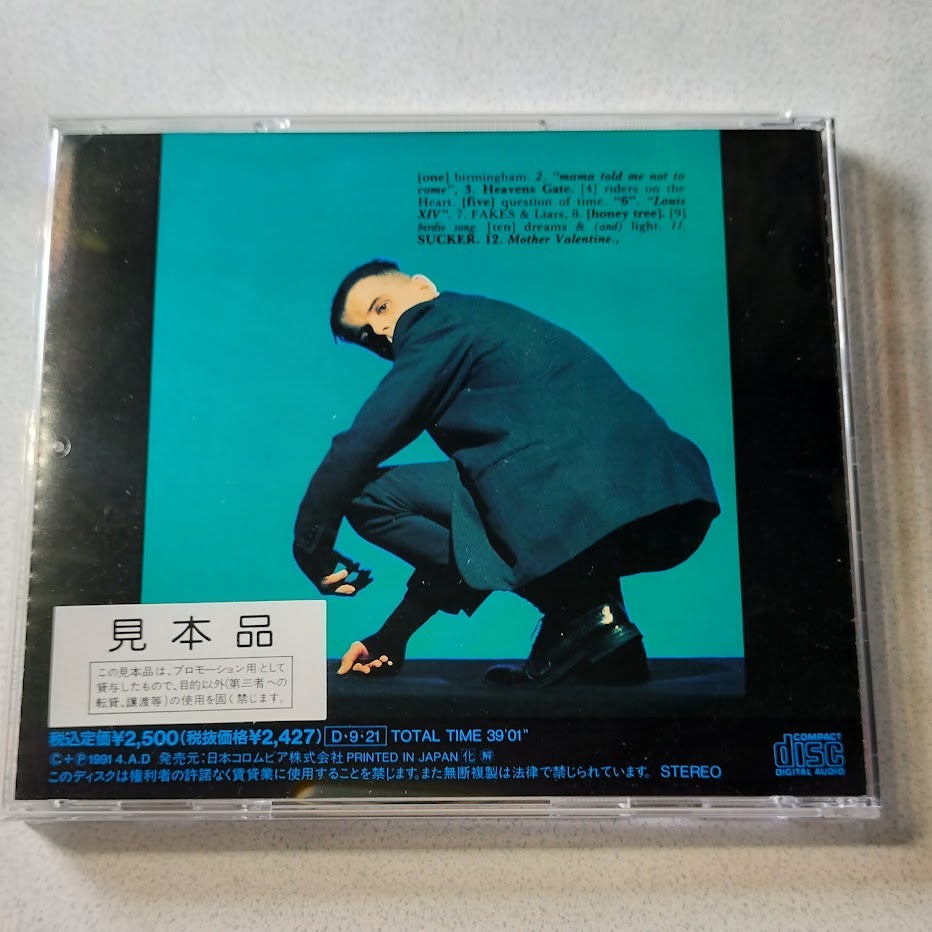 [one] birmingham. 2. "mama told me not to
come", 3. Heavens Gate. [4] riders on the
Heart. [five] question of time. "6". "Louis
XIV". 7. FAKES & Liars, 8. [honey tree]. [9]
birdie song. [ten] dreams & (and) light. 11.
SUCKER. 12. Mother Valentine.,
見本品
この見本品は、プロモーション用として
貸与したもので、目的以外(第三者への
転貸、譲渡等)の使用を固く禁じます。
税込定価¥2,500(税抜価格¥2,427) D・9・21 TOTAL TIME 39'01"
Ⓒ+Ⓟ1991 4.A.D 発売元:日本コロムビア株式会社 PRINTED IN JAPAN 化 解
このディスクは権利者の許諾なく賃貸業に使用することを禁じます。また無断複製は法律で禁じられています。 STEREO
COMPACT
disc
DIGITAL AUDIO